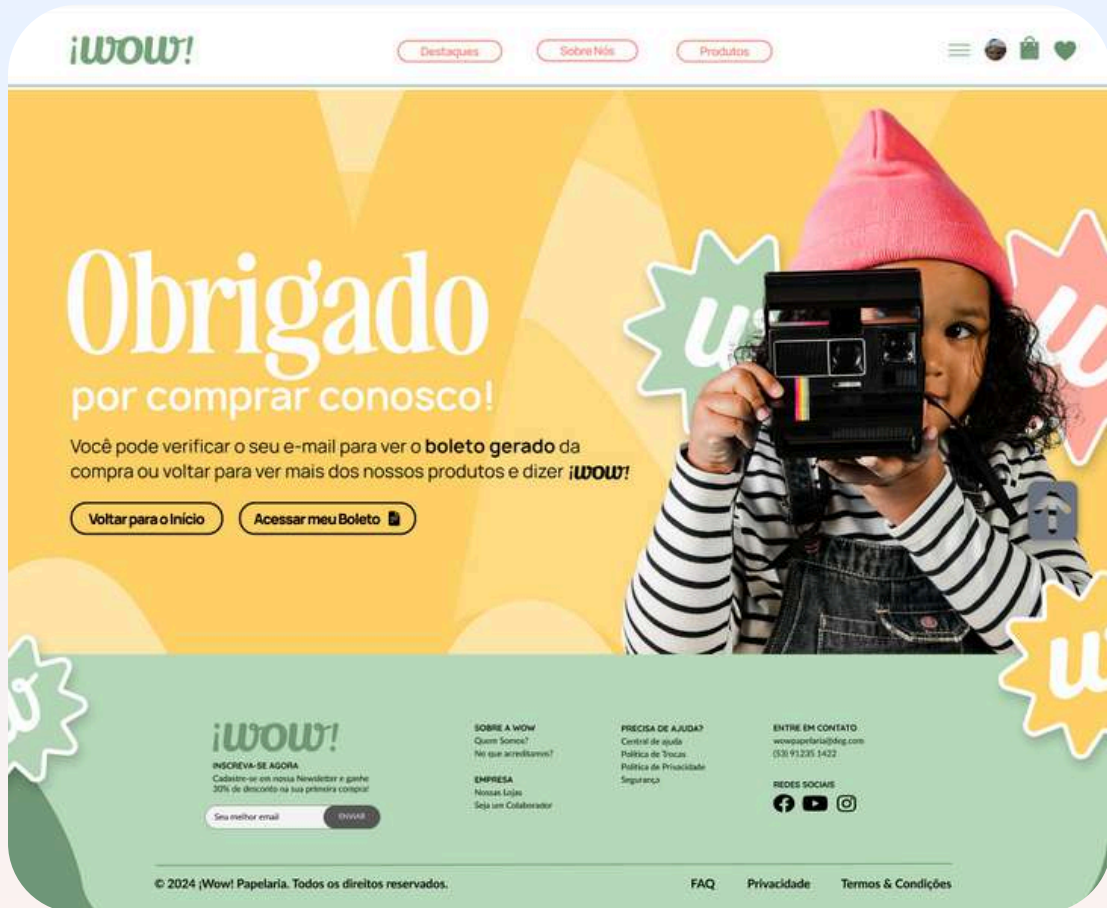 ¡WOW!
Destaques
Sobre Nós
Produtos
Obrigado
por comprar conosco!
Você pode verificar o seu e-mail para ver o boleto gerado da
compra ou voltar para ver mais dos nossos produtos e dizer ¡WOW!
Voltar para o Início
Acessar meu Boleto
¡WOW!
INSCREVA-SE AGORA
Cadastre-se em nossa Newsletter e ganhe
30% de desconto na sua primeira compra!
Seu melhor email
ENVIAR
SOBRE A WOW
Quem Somos?
No que acreditamos?
EMPRESA
Nossas Lojas
Seja um Colaborador
PRECISA DE AJUDA?
Central de ajuda
Política de Trocas
Política de Privacidade
Segurança
ENTRE EM CONTATO
wowpapelaria@deg.com
(53) 91235 1422
REDES SOCIAIS
© 2024 ¡Wow! Papelaria. Todos os direitos reservados.
FAQ
Privacidade
Termos & Condições